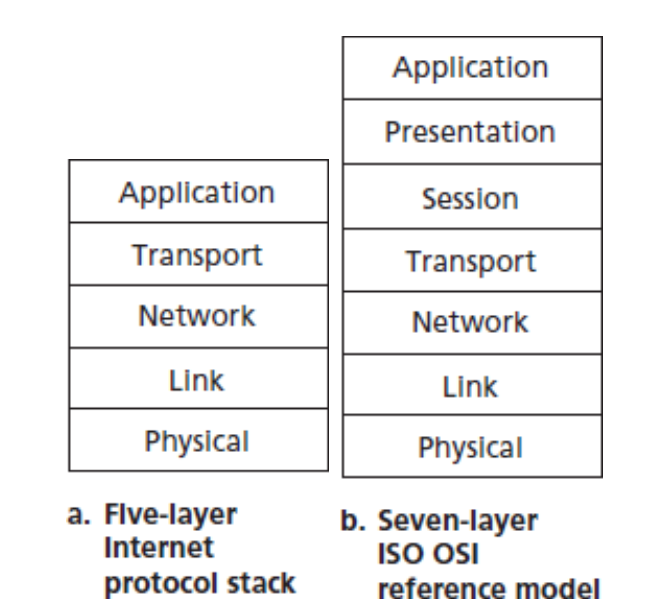 Application
Transport
Network
Link
Physical
a. Five-layer
Internet
protocol stack
Application
Presentation
Session
Transport
Network
Link
Physical
b. Seven-layer
ISO OSI
reference model